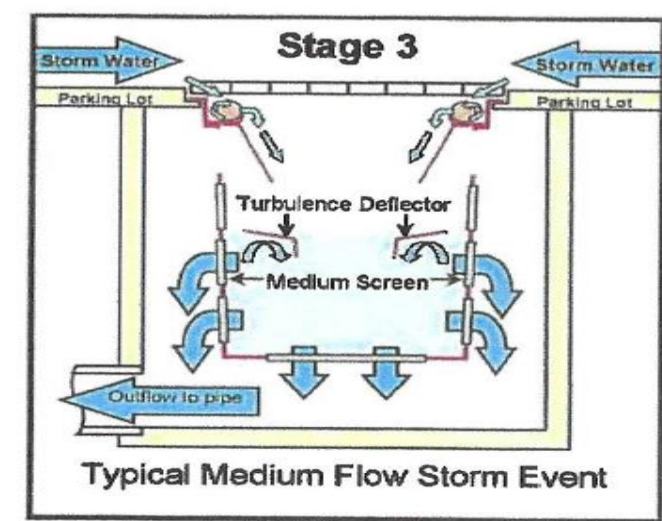 Stage 3
Storm Water
Storm Water
Parking Lot
Parking Lot
Turbulence Deflector
Medium Screen
Outflow to pipe
Typical Medium Flow Storm Event